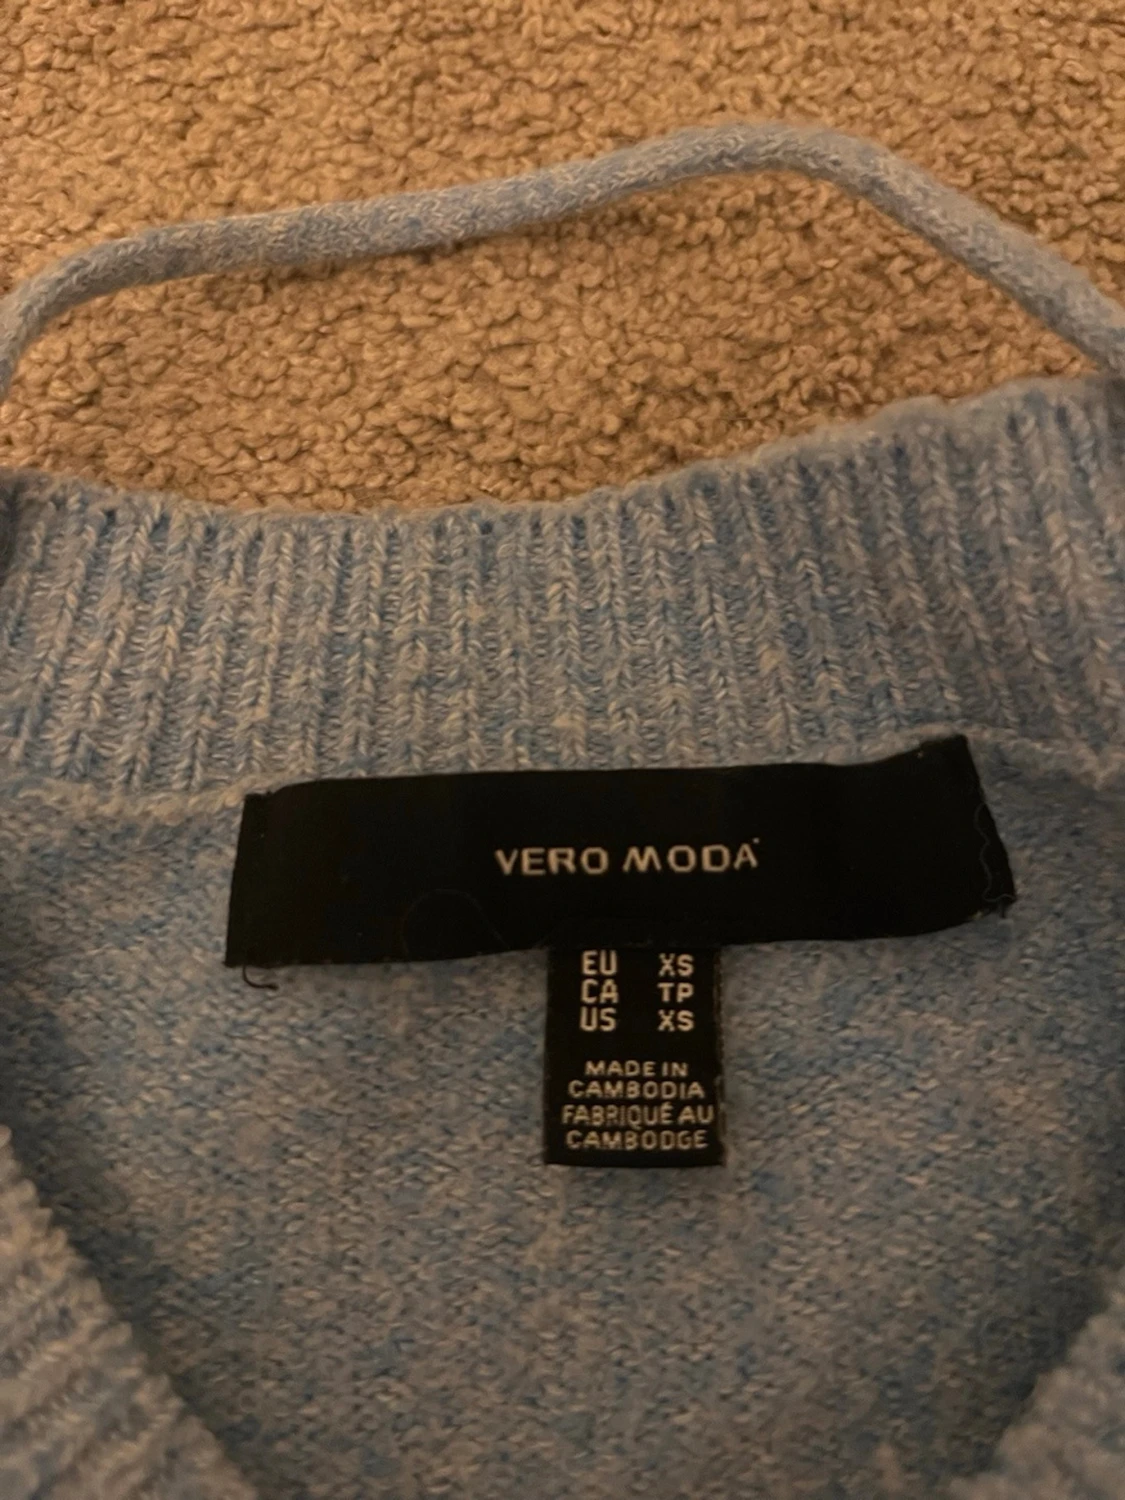 VERO MODA
EU XS
CA TP
US XS
MADE IN
CAMBODIA
FABRIQUÉ AU
CAMBODGE